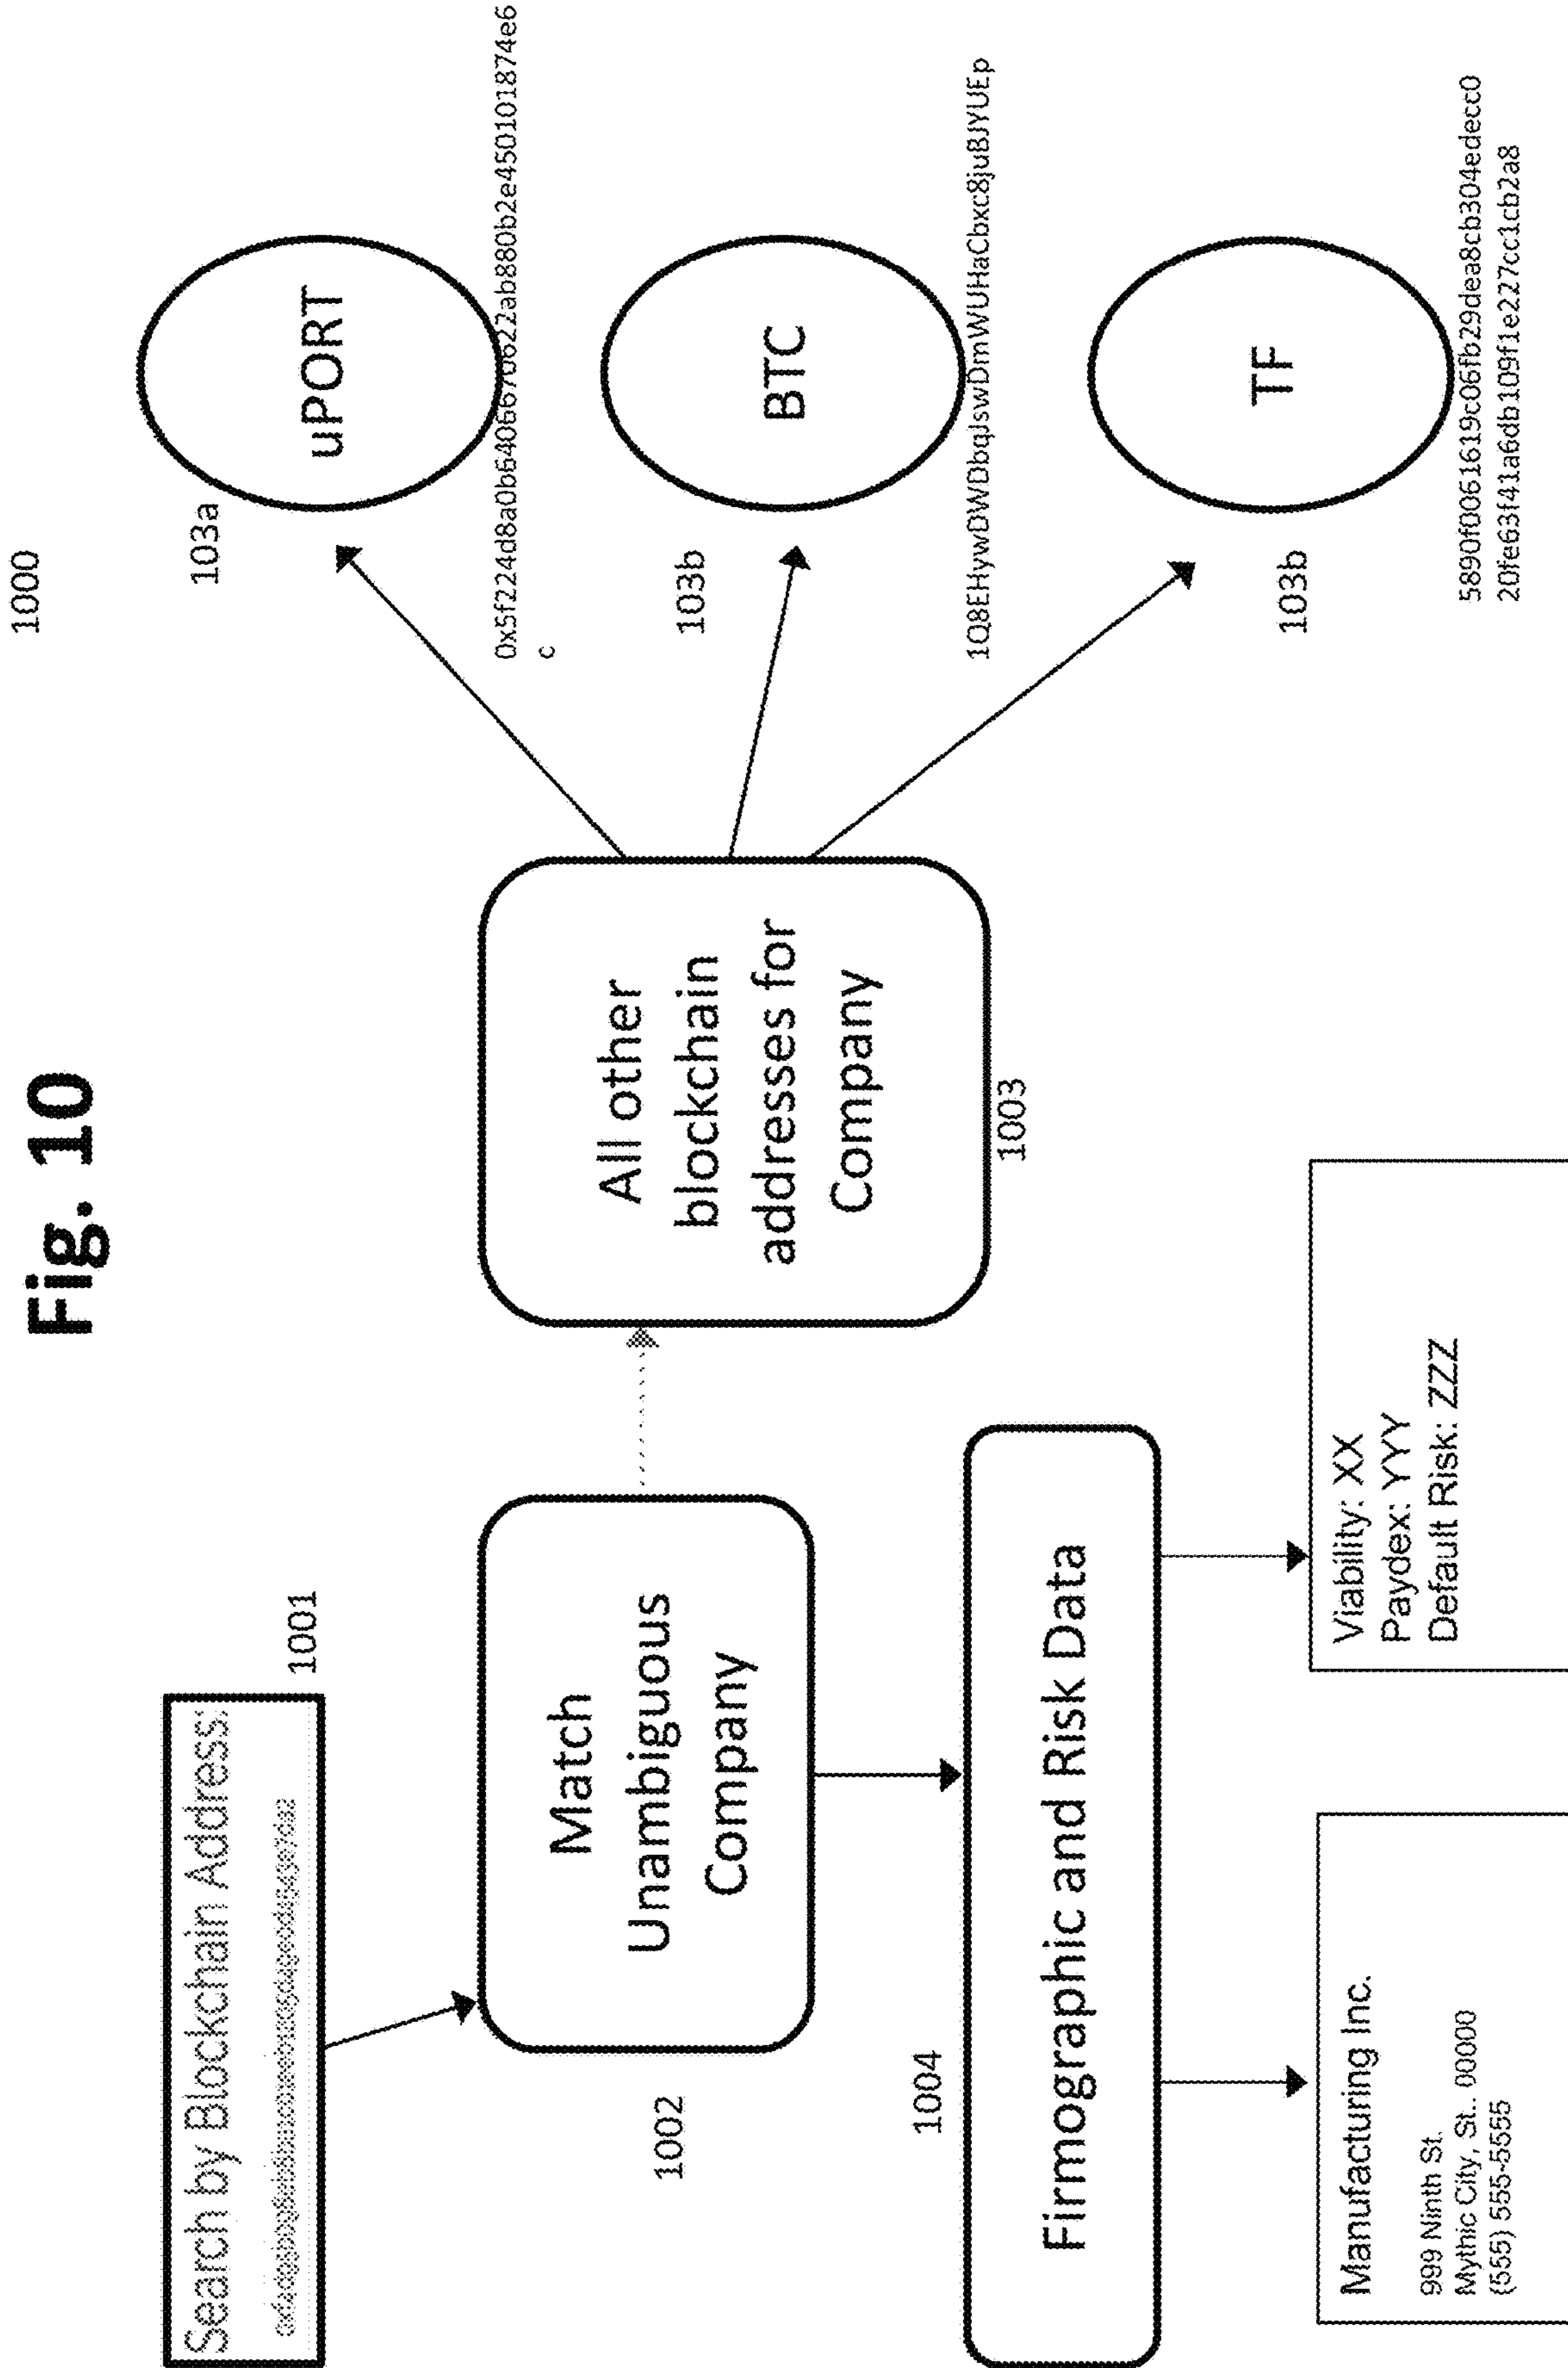 Fig. 10
1000
Search by Blockchain Address:
1001
Match
Unambiguous
Company
1002
All other
blockchain
addresses for
Company
1003
103a
uPORT
0x5f224d8a0b6406670622ab880b2e450101874e6
c
103b
BTC
1Q8EHywDWDbqJswDmWUHaCbxc8juBJYUEp
103b
TF
5890f0061619c06fb29dea8cb304edecc0
20fe63f41a6db109f1e227cc1cb2a8
1004
Firmographic and Risk Data
Manufacturing Inc.
999 Ninth St.
Mythic City, St.. 00000
(555) 555-5555
Viability: XX
Paydex: YYY
Default Risk: ZZZ